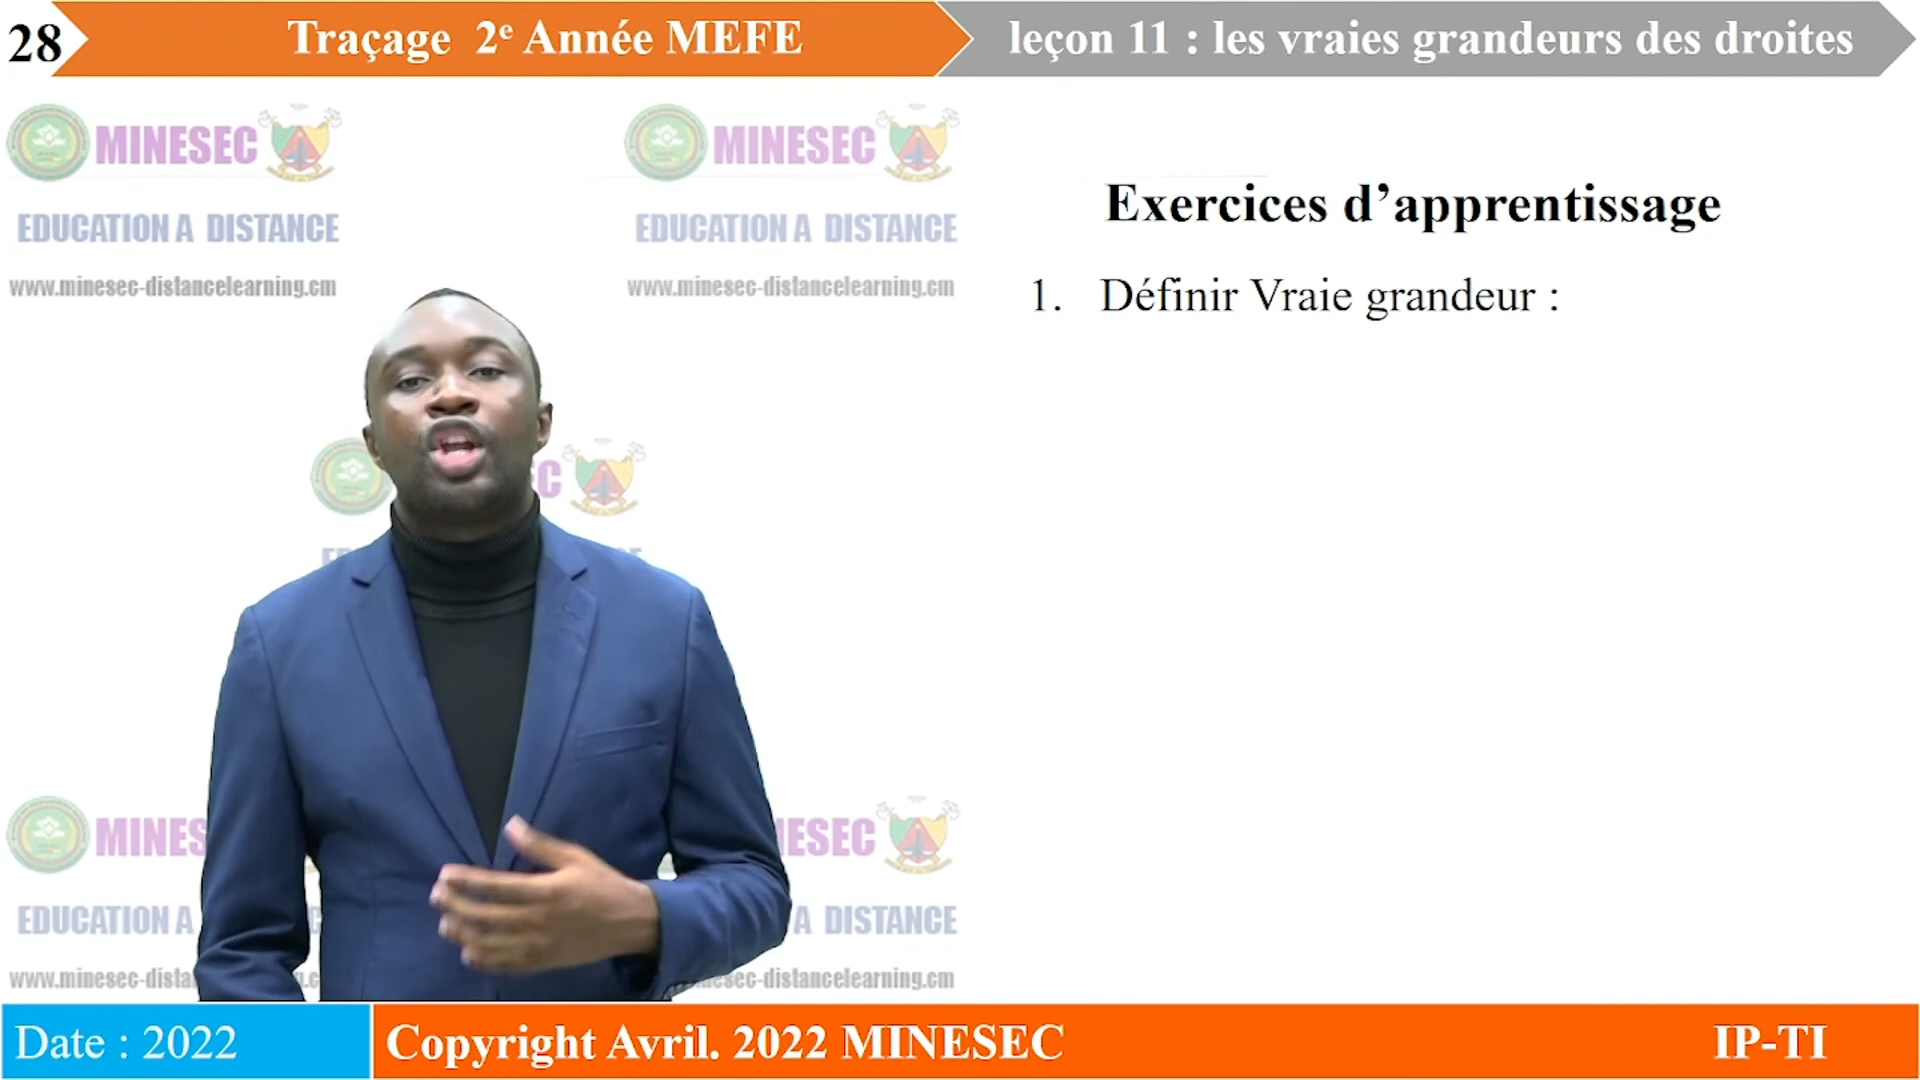 28
Traçage 2e Année MEFE
leçon 11 : les vraies grandeurs des droites
MINESEC
MINESEC
EDUCATION A DISTANCE
EDUCATION A DISTANCE
www.minesec-distancelearning.cm
www.minesec-distancelearning.cm
Exercices d’apprentissage
1. Définir Vraie grandeur :
EDUCATION A
A DISTANCE
Date : 2022
Copyright Avril. 2022 MINESEC
IP-TI